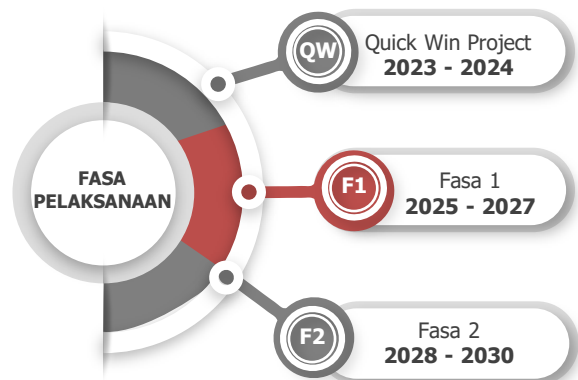 QW
Quick Win Project
2023 - 2024
FASA
PELAKSANAAN
F1
Fasa 1
2025 - 2027
F2
Fasa 2
2028 - 2030